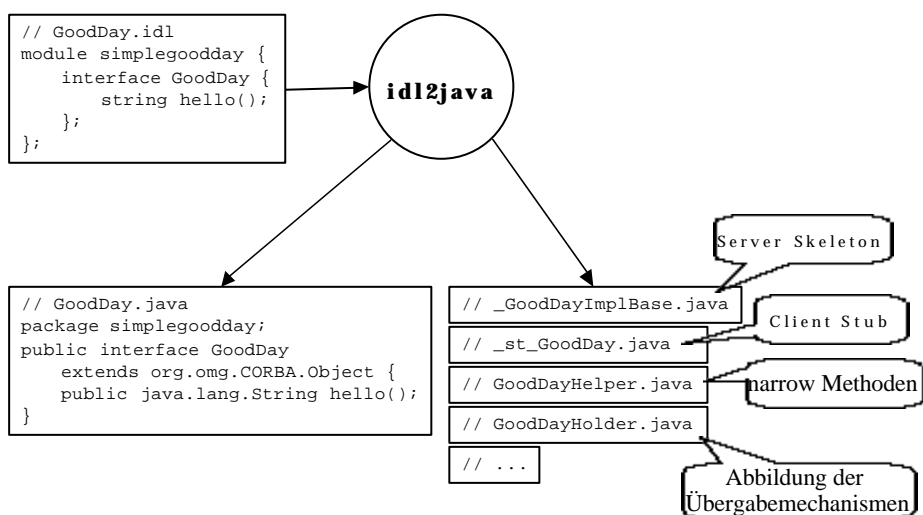 // GoodDay.idl
module simplegoodday {
interface GoodDay {
string hello();
};
};
idl2java
// GoodDay.java
package simplegoodday;
public interface GoodDay
extends org.omg.CORBA.Object {
public java.lang.String hello();
}
Server Skeleton
// _GoodDayImplBase.java
Client Stub
// _st_GoodDay.java
narrow Methoden
// GoodDayHelper.java
// GoodDayHolder.java
Abbildung der
Übergabemechanismen
// ...